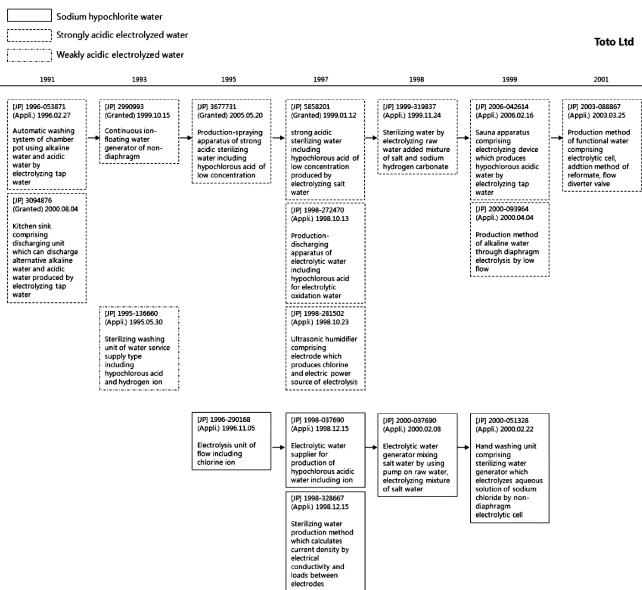 Sodium hypochlorite water
Strongly acidic electrolyzed water
Weakly acidic electrolyzed water
Toto Ltd
1991
1993
1995
1997
1998
1999
2001
[JP] 1996-053871
(Appli.) 1996.02.27
Automatic washing
system of chamber
pot using alkaline
water and acidic
water by
electrolyzing tap
water
[JP] 2990993
(Granted) 1999.10.15
Continuous ion-
floating water
generator of non-
diaphragm
[JP] 3677731
(Granted) 2005.05.20
Production-spraying
apparatus of strong
acidic sterilizing
water including
hypochlorous acid of
low concentration
[JP] 5858201
(Granted) 1999.01.12
strong acidic
sterilizing water
including
hypochlorous acid
of low concentration
produced by
electrolyzing salt
water
[JP] 1999-319837
(Appli.) 1999.11.24
Sterilizing water by
electrolyzing raw
water added mixture
of salt and sodium
hydrogen carbonate
[JP] 2006-042614
(Appli.) 2006.02.16
Sauna apparatus
comprising
electrolyzing device
which produces
hypochlorous acidic
water by
electrolyzing tap
water
[JP] 2003-088867
(Appli.) 2003.03.25
Production method
of functional water
comprising
electrolytic cell,
addtion method of
reformate, flow
diverter valve
[JP]
3094876
(Granted) 2000.08.04
Kitchen sink
comprising
discharging unit
which can discharge
alternative alkaline
water and acidic
water produced by
electrolyzing tap
water
[JP] 1998-272470
(Appli.) 1998.10.13
Production-
discharging
apparatus of
electrolytic water
including
hypochlorous acid
for electrolytic
oxidation water
[JP] 2000-093964
(Appli.) 2000.04.04
Production method
of alkaline water
through diaphragm
electrolysis by low
flow
[JP] 1995-136660
(Appli.) 1995.05.30
Sterilizing washing
unit of water service
supply type
including
hypochlorous acid
and hydrogen ion
[JP] 1998-281502
(Appli.) 1998.10.23
Ultrasonic humidifier
comprising
electrode which
produces chlorine
and electric power
source of electrolysis
[JP] 1996-290168
(Appli.) 1996.11.05
Electrolysis unit of
flow including
chlorine ion
[JP] 1998-037690
(Appli.) 1998.12.15
Electrolytic water
supplier for
production of
hypochlorous acidic
water including ion
[JP] 2000-037690
(Appli.) 2000.02.08
Electrolytic water
generator mixing
salt water by using
pump on raw water,
electrolyzing mixture
of salt water
[JP] 2000-051328
(Appli.) 2000.02.22
Hand washing unit
comprising
sterilizing water
generator which
electrolyzes aqueous
solution of sodium
chloride by non-
diaphragm
electrolytic cell
[JP] 1998-328667
(Appli.) 1998.12.15
Sterilizing water
production method
which calculates
current density by
electrical
conductivity and
loads between
electrodes